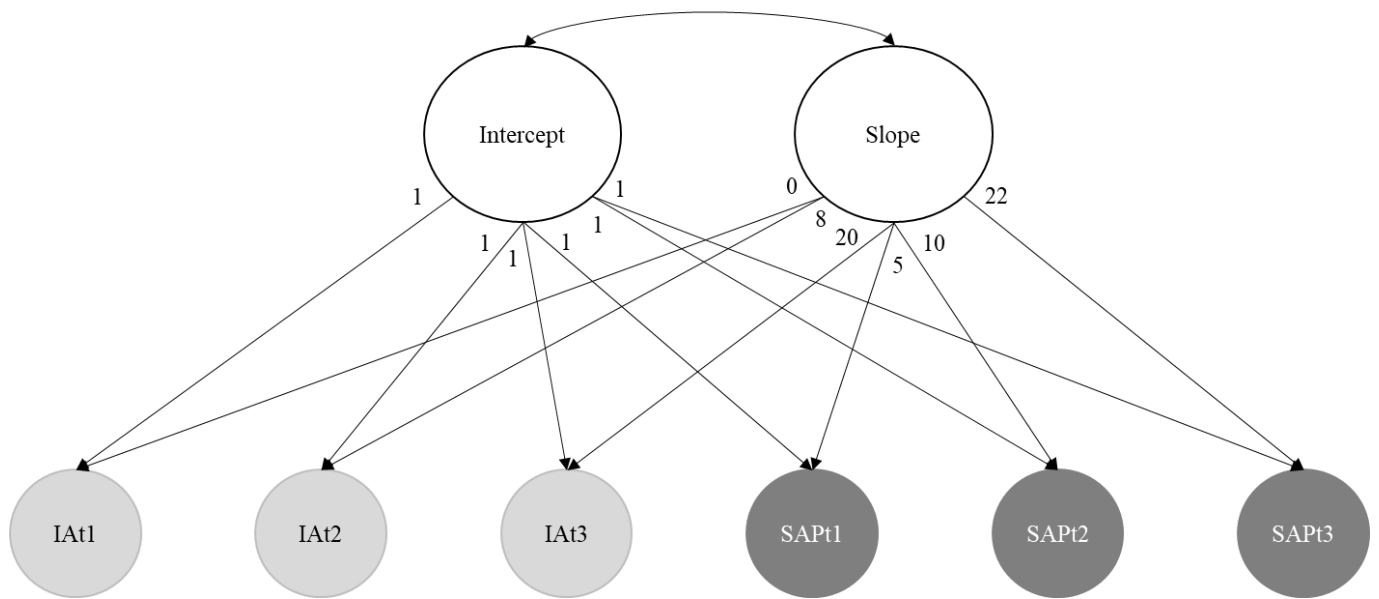 Intercept
Slope
1
1
0
22
1
8
1
1
20
10
1
5
IAt1
IAt2
IAt3
SAPt1
SAPt2
SAPt3